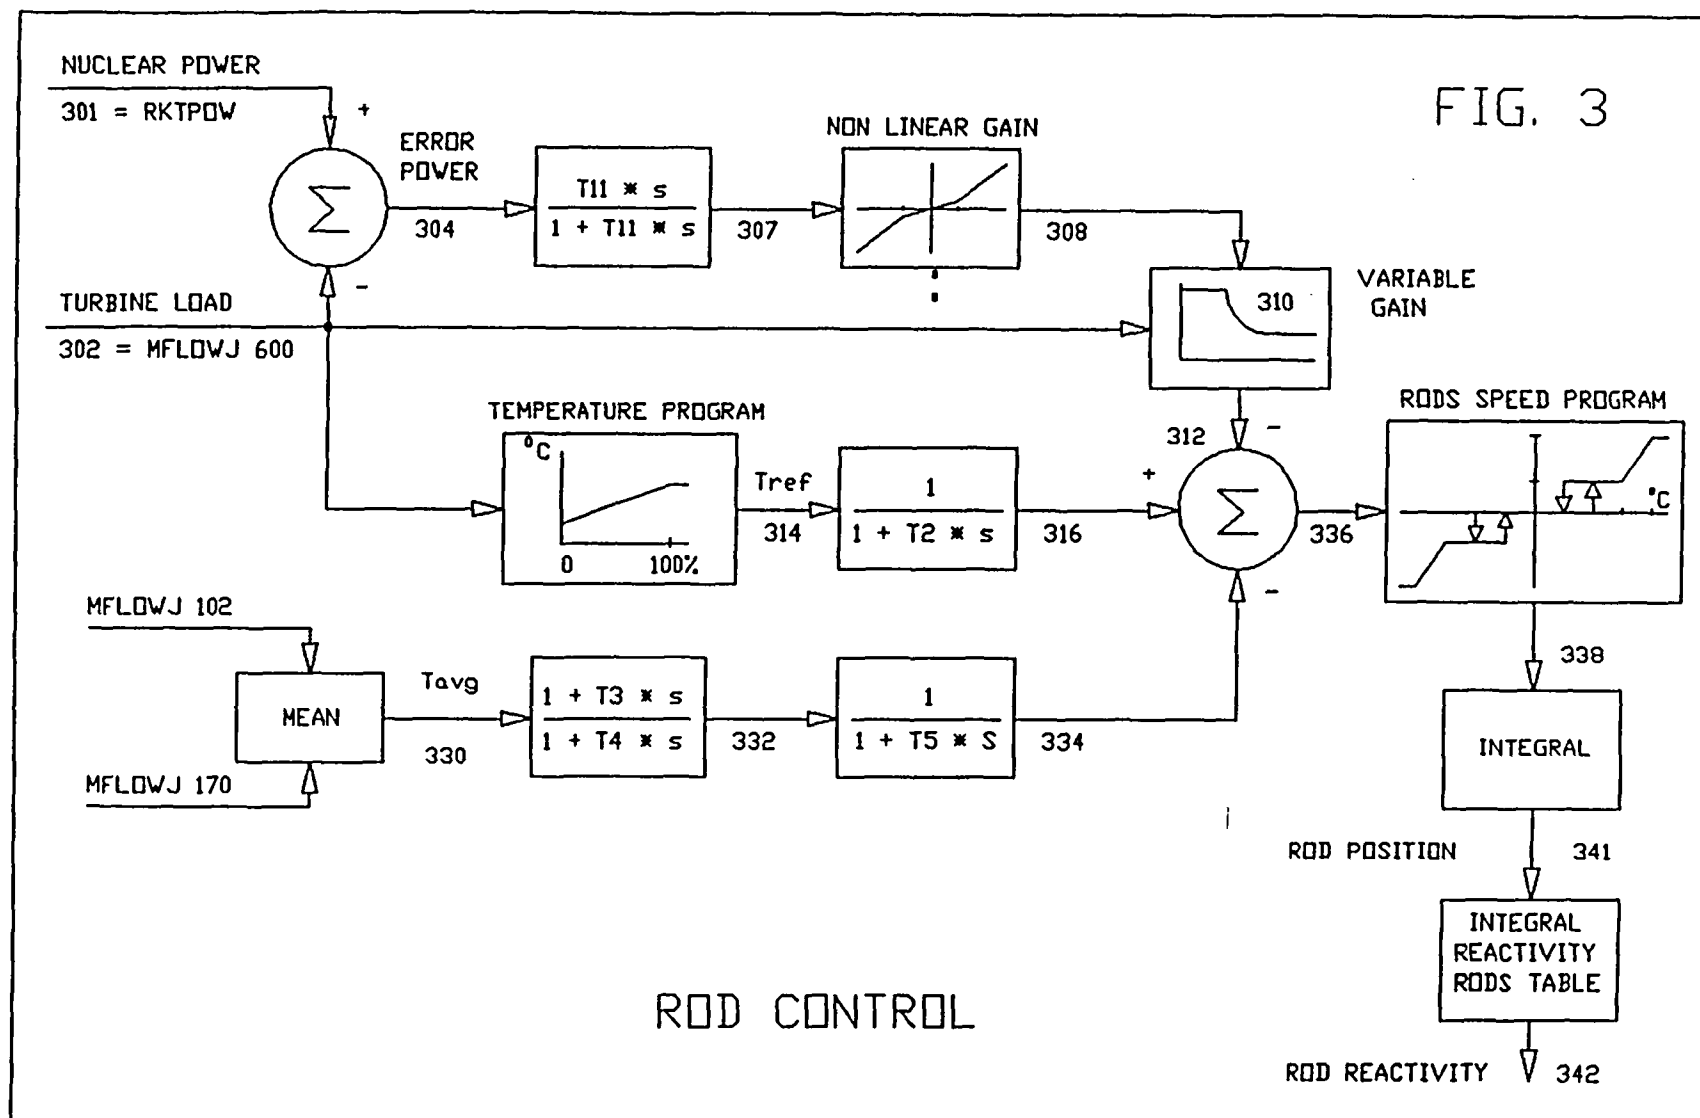 FIG. 3
NUCLEAR POWER
301 = RKTPOW
+
ERROR
POWER
Σ
304
T11 * s
1 + T11 * s
307
NON LINEAR GAIN
308
-
TURBINE LOAD
302 = MFLOWJ 600
310
VARIABLE
GAIN
TEMPERATURE PROGRAM
°C
0 100%
Tref
314
1
1 + T2 * s
316
312
-
+
Σ
-
336
RODS SPEED PROGRAM
°C
338
MFLOWJ 102
MEAN
MFLOWJ 170
Tavg
330
1 + T3 * s
1 + T4 * s
332
1
1 + T5 * S
334
INTEGRAL
ROD POSITION 341
INTEGRAL
REACTIVITY
RODS TABLE
ROD REACTIVITY 342
ROD CONTROL